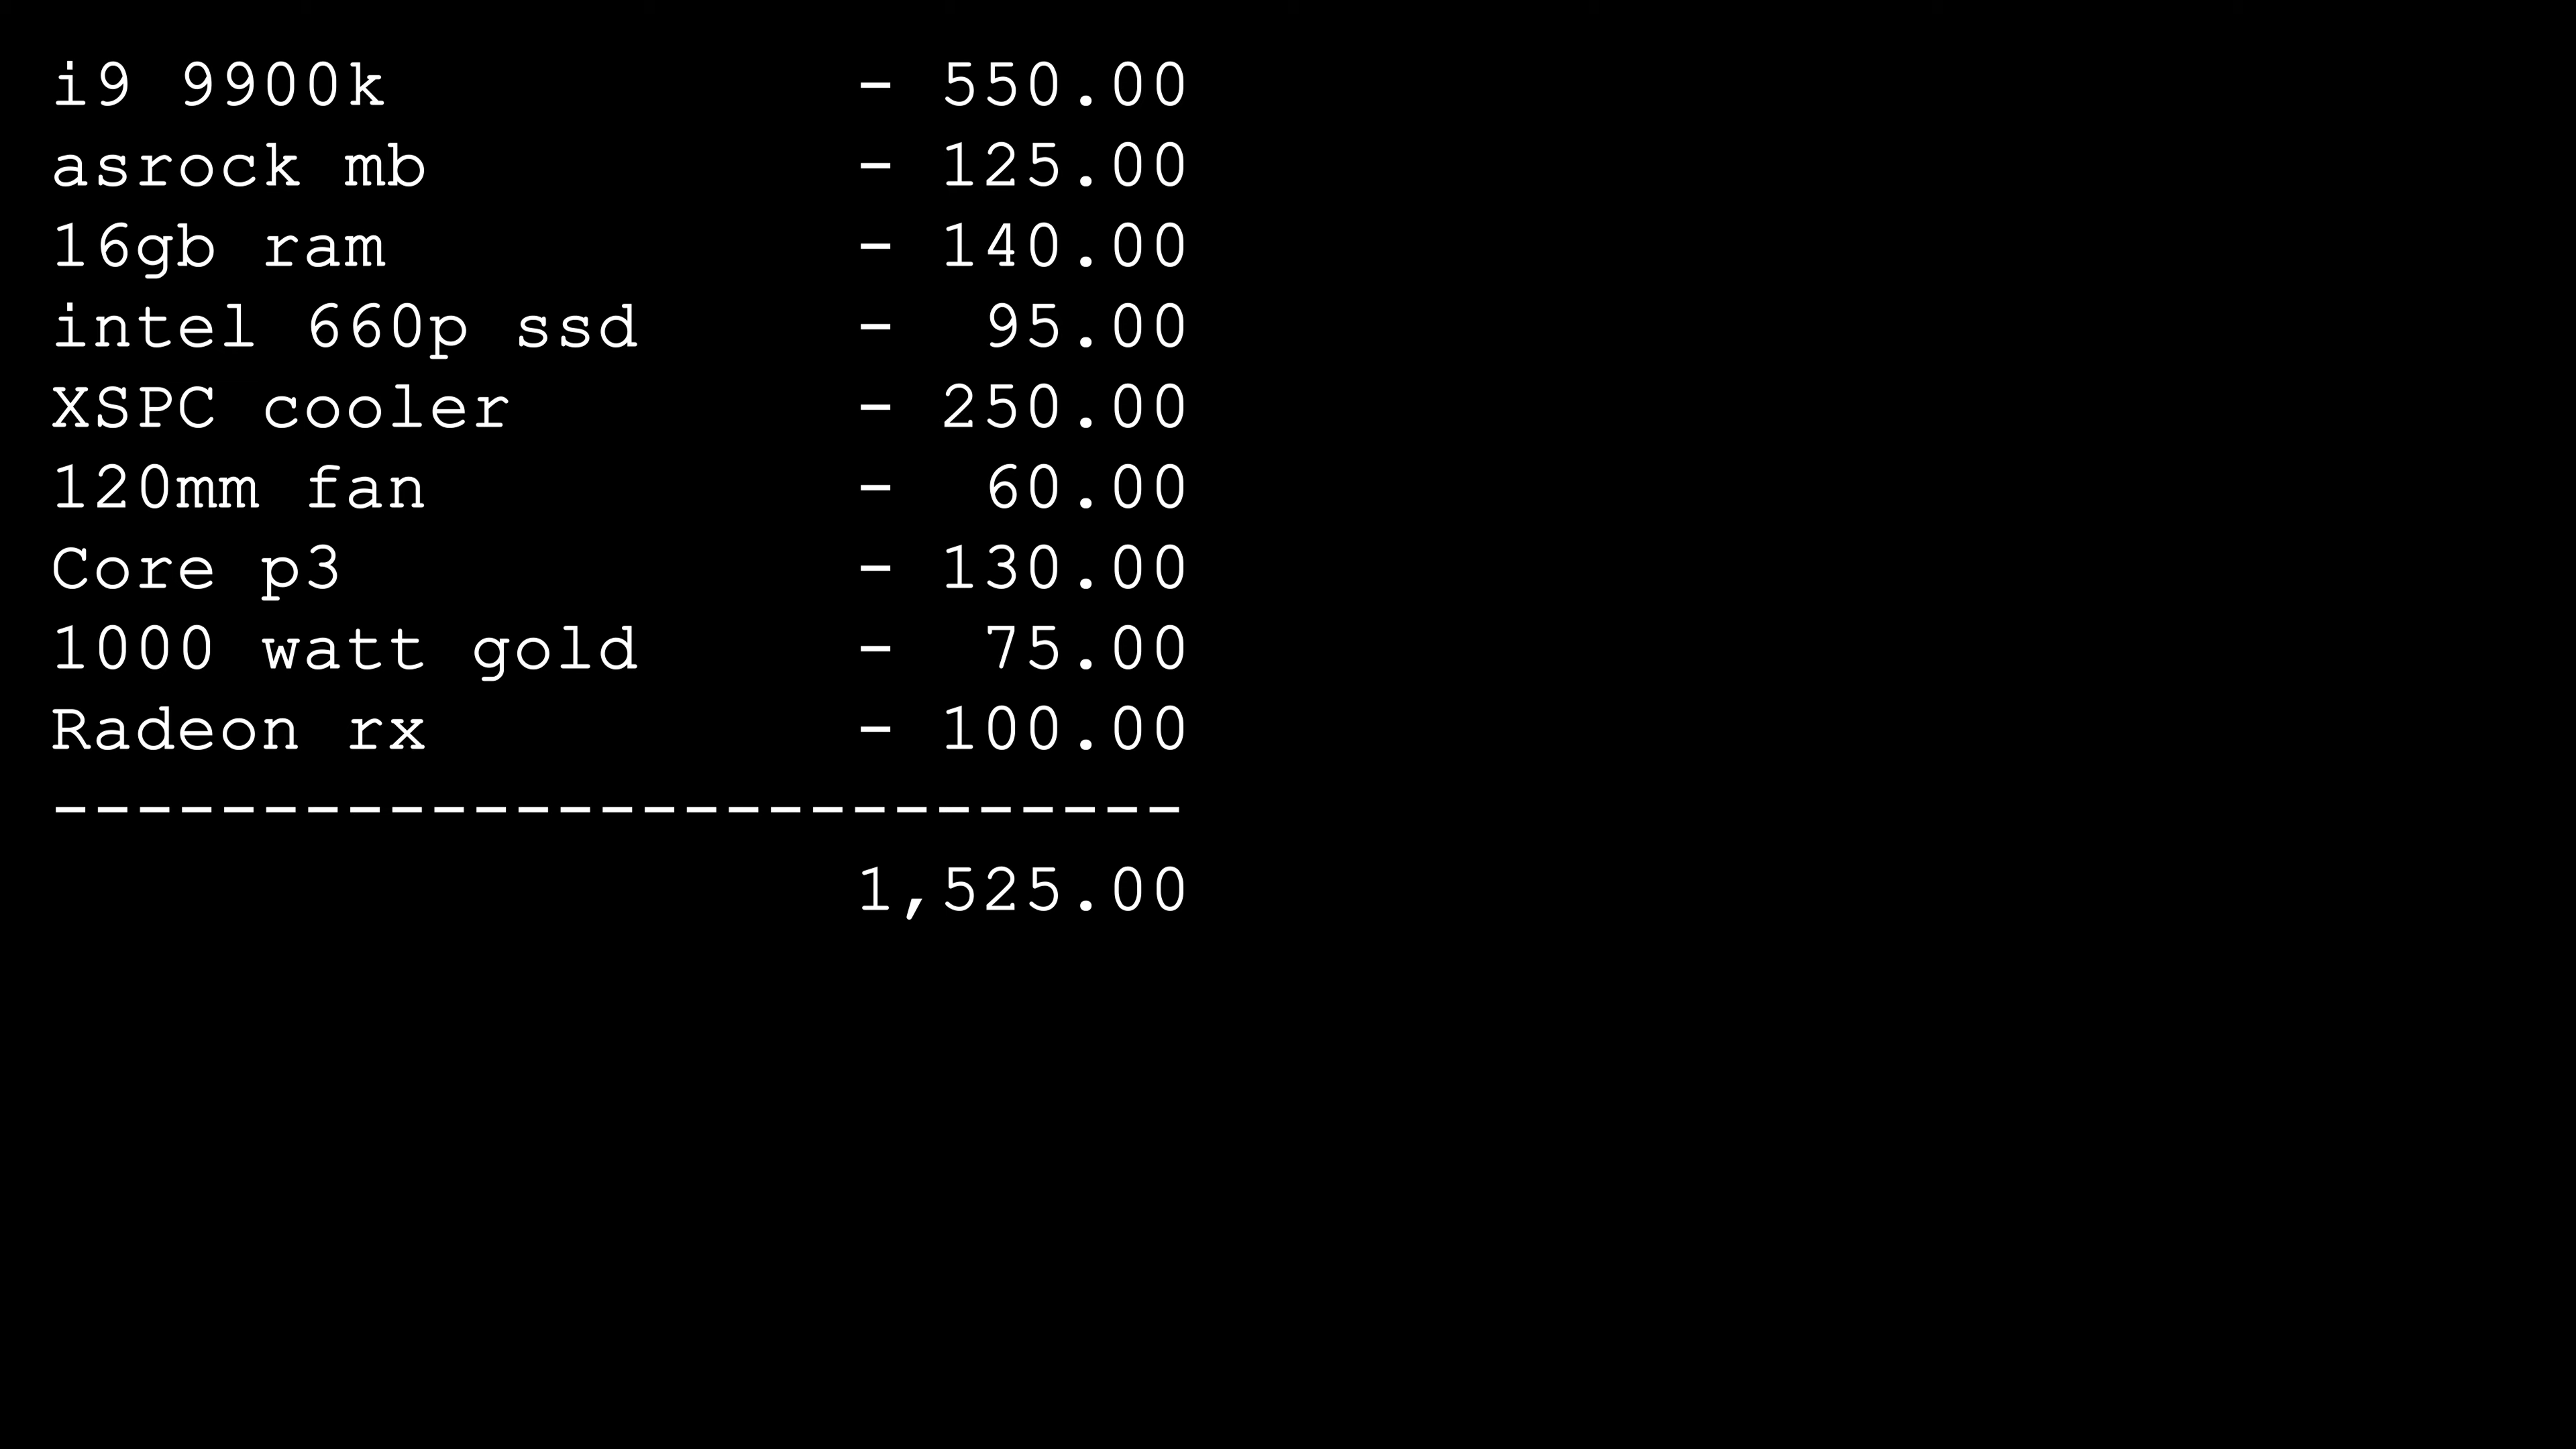 i9 9900k - 550.00
asrock mb - 125.00
16gb ram - 140.00
intel 660p ssd - 95.00
XSPC cooler - 250.00
120mm fan - 60.00
Core p3 - 130.00
1000 watt gold - 75.00
Radeon rx - 100.00
---------------------------
1,525.00